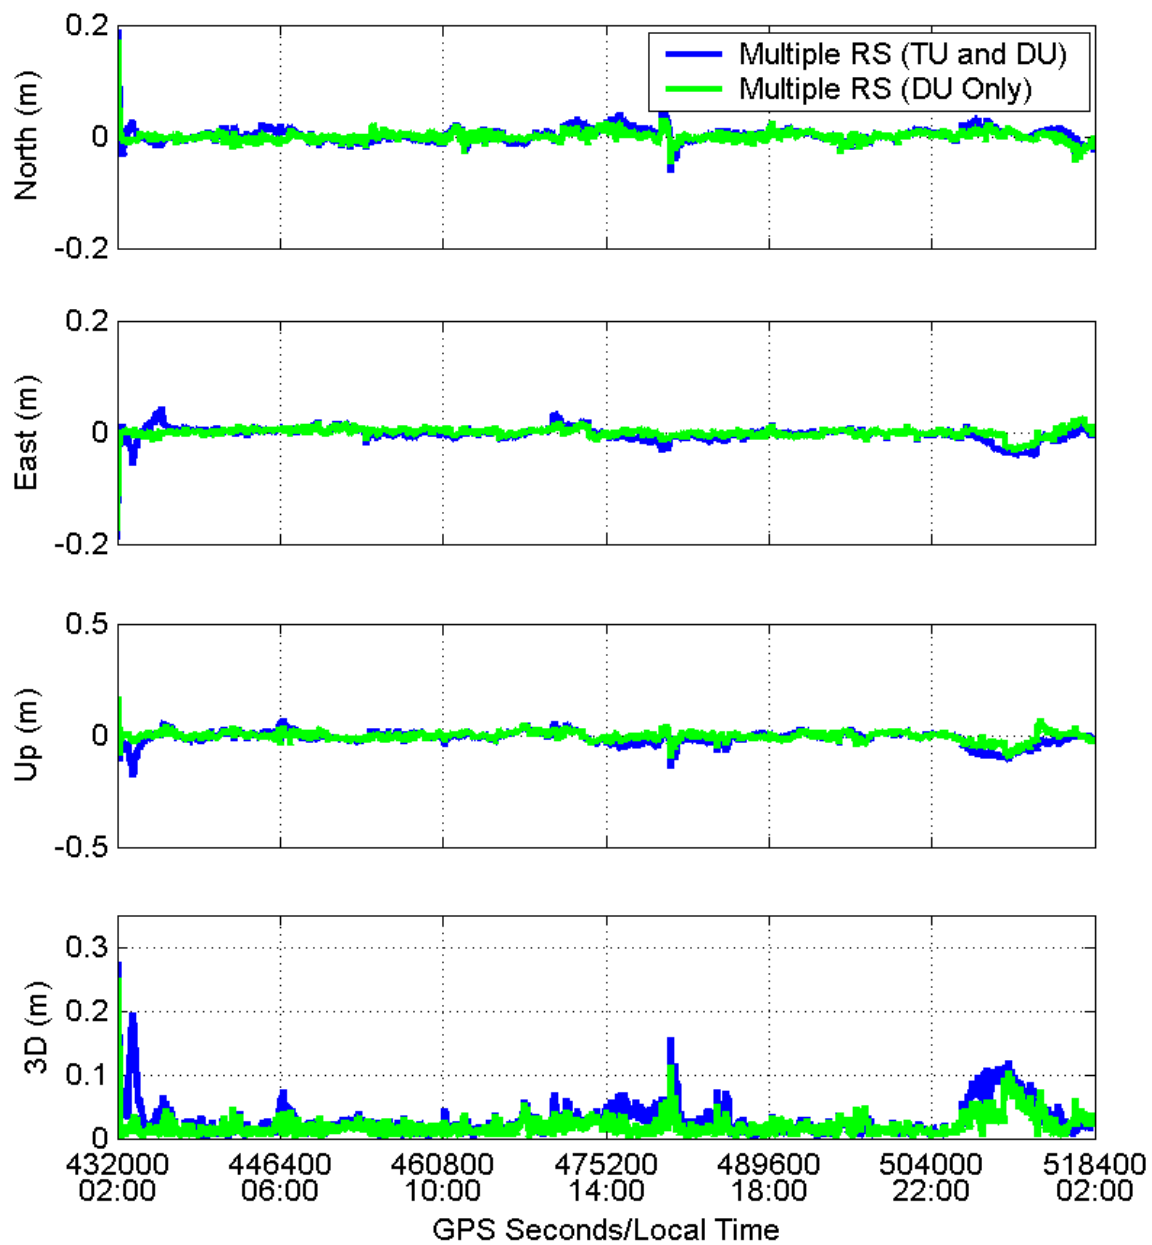 0.2
Multiple RS (TU and DU)
Multiple RS (DU Only)
North (m)
0
-0.2
0.2
East (m)
0
-0.2
0.5
Up (m)
0
-0.5
0.3
0.2
3D (m)
0.1
0
432000 446400 460800 475200 489600 504000 518400
02:00 06:00 10:00 14:00 18:00 22:00 02:00
GPS Seconds/Local Time